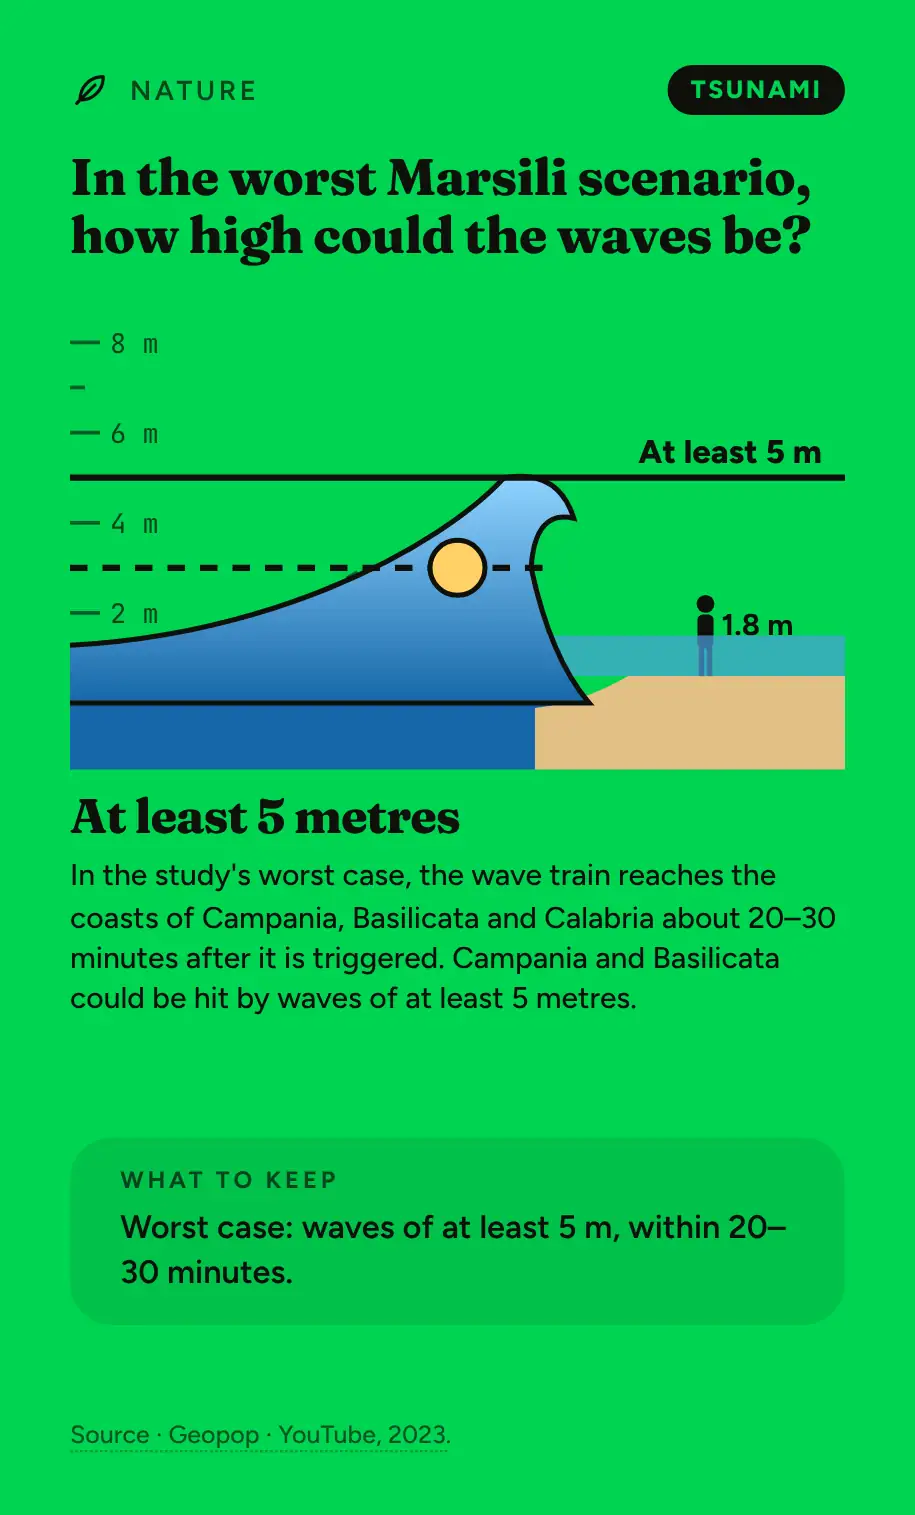 NATURE
TSUNAMI
In the worst Marsili scenario,
how high could the waves be?
8 m
6 m
At least 5 m
4 m
2 m
1.8 m
At least 5 metres
In the study's worst case, the wave train reaches the
coasts of Campania, Basilicata and Calabria about 20–30
minutes after it is triggered. Campania and Basilicata
could be hit by waves of at least 5 metres.
WHAT TO KEEP
Worst case: waves of at least 5 m, within 20–
30 minutes.
Source · Geopop · YouTube, 2023.